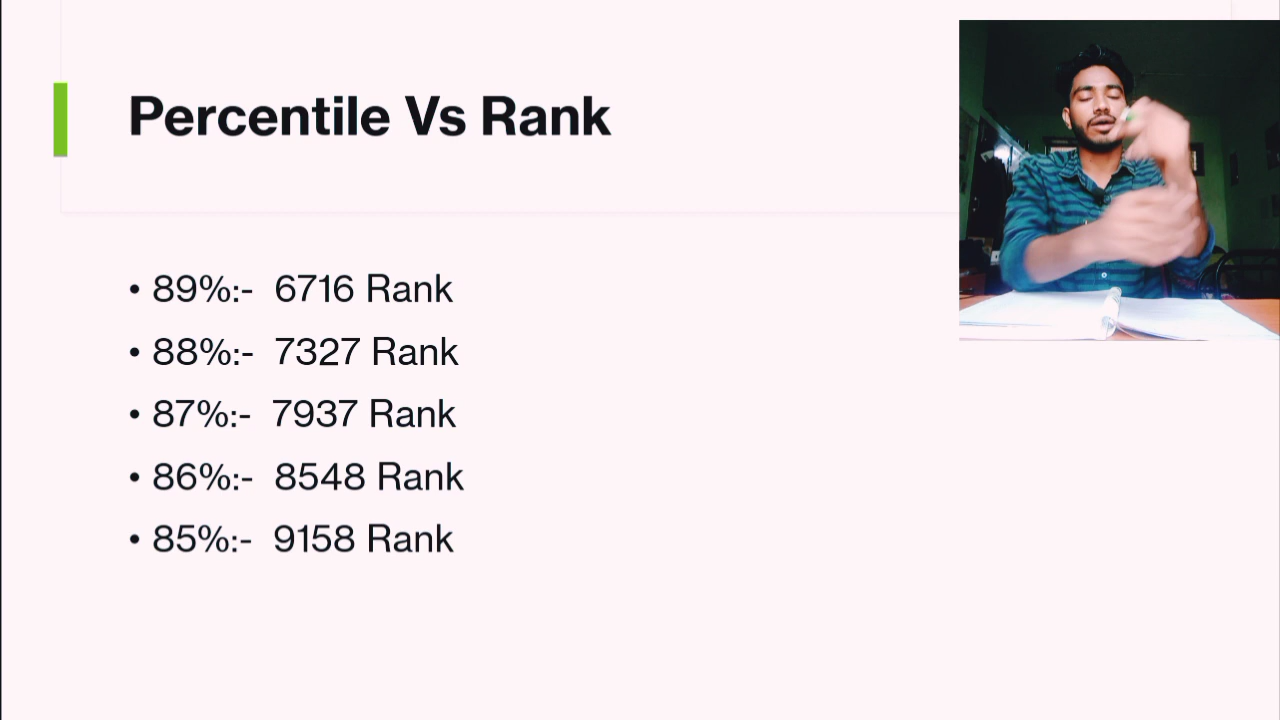 Percentile Vs Rank
• 89%:- 6716 Rank
• 88%:- 7327 Rank
• 87%:- 7937 Rank
• 86%:- 8548 Rank
• 85%:- 9158 Rank